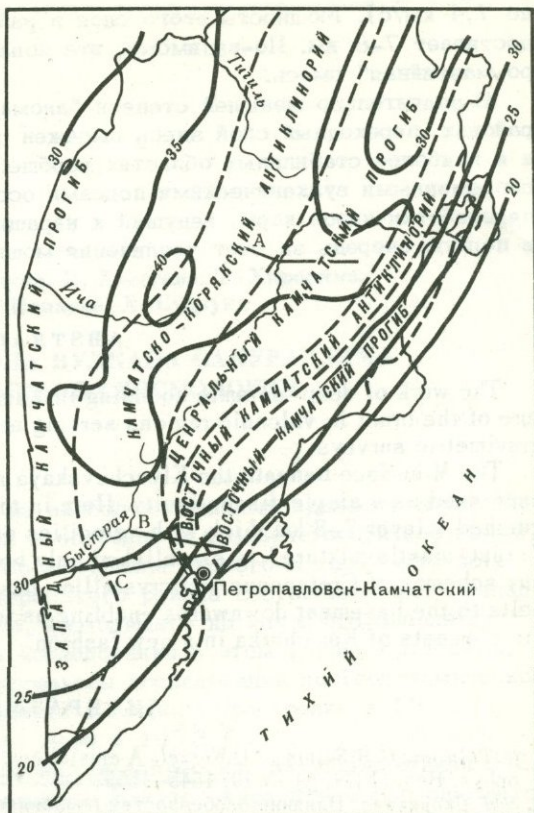 30
25
20
Тигиль
35
35
30
ЗАПАДНЫЙ КАМЧАТСКИЙ ПРОГИБ
КАМЧАТСКО-КОРЯКСКИЙ АНТИКЛИНОРИЙ
ЦЕНТРАЛЬНЫЙ КАМЧАТСКИЙ ПРОГИБ
ВОСТОЧНЫЙ КАМЧАТСКИЙ АНТИКЛИНОРИЙ
ВОСТОЧНЫЙ КАМЧАТСКИЙ ПРОГИБ
А
40
Ича
Быстрая
В
С
30
Петропавловск-Камчатский
ТИХИЙ ОКЕАН
25
20